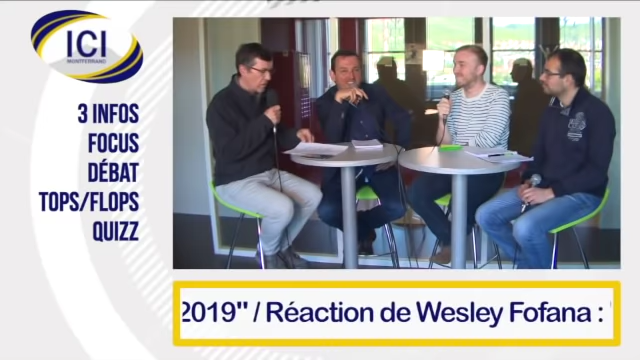 ICI
MONTFERRAND
3 INFOS
FOCUS
DÉBAT
TOPS/FLOPS
QUIZZ
2019" / Réaction de Wesley Fofana : "